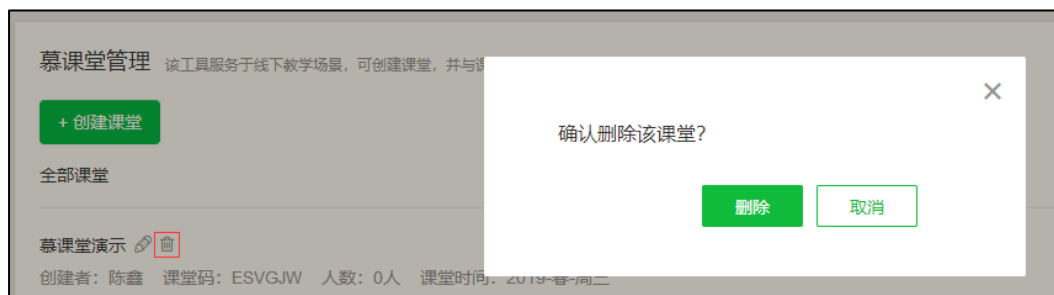 慕课堂管理 该工具服务于线下教学场景，可创建课堂，并与
+ 创建课堂
全部课堂
慕课堂演示
创建者：陈鑫 课堂码：ESVGJW 人数：0人 课堂时间：2019-春-周三
确认删除该课堂？
删除 取消